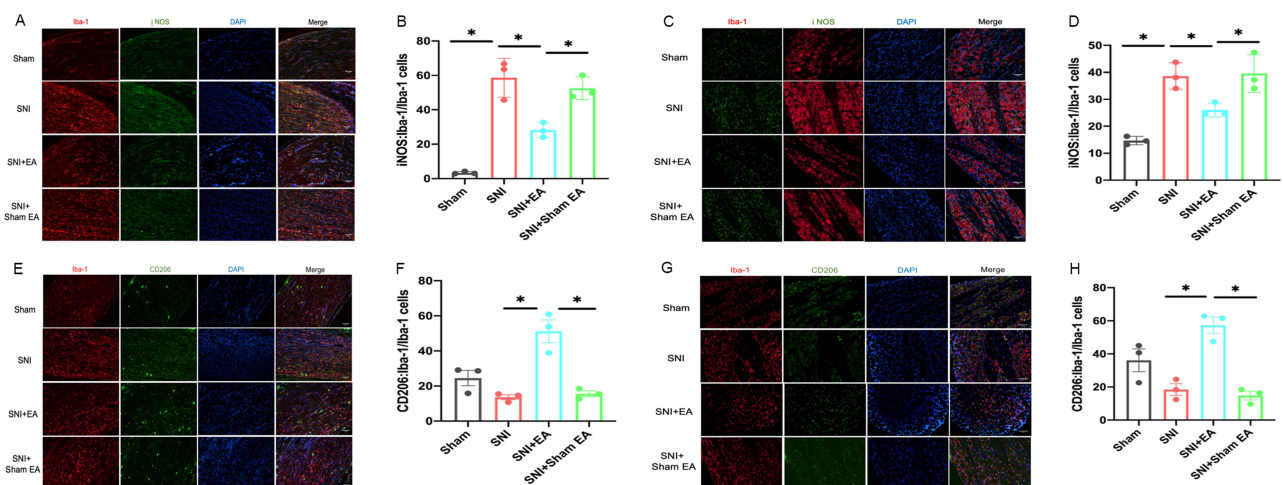 A
Iba-1 i NOS DAPI Merge
Sham
SNI
SNI+EA
SNI+
Sham EA
B
iNOS:Iba-1/Iba-1 cells
80
60
40
20
0
* * *
Sham
SNI
SNI+EA
SNI+Sham EA
C
Iba-1 i NOS DAPI Merge
Sham
SNI
SNI+EA
SNI+
Sham EA
D
iNOS:Iba-1/Iba-1 cells
50
40
30
20
10
0
* * *
Sham
SNI
SNI+EA
SNI+Sham EA
E
Iba-1 CD206 DAPI Merge
Sham
SNI
SNI+EA
SNI+
Sham EA
F
CD206:Iba-1/Iba-1 cells
80
60
40
20
0
* *
Sham
SNI
SNI+EA
SNI+Sham EA
G
Iba-1 CD206 DAPI Merge
Sham
SNI
SNI+EA
SNI+
Sham EA
H
CD206:Iba-1/Iba-1 cells
80
60
40
20
0
* *
Sham
SNI
SNI+EA
SNI+Sham EA